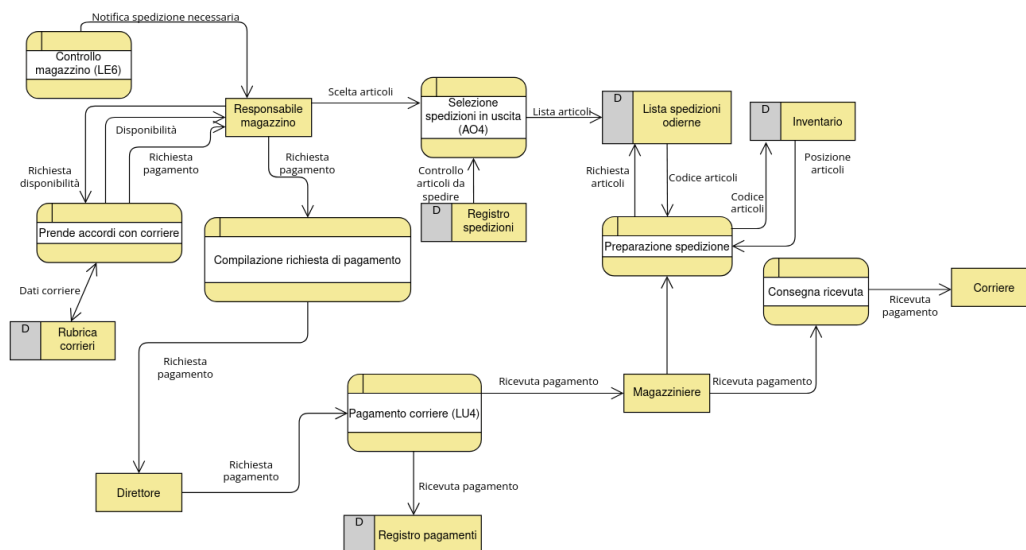 Notifica spedizione necessaria
Controllo
magazzino (LE6)
Responsabile
magazzino
Scelta articoli
Selezione
spedizioni in uscita
(AO4)
Lista articoli
D
Lista spedizioni
odierne
D
Inventario
Disponibilità
Richiesta
disponibilità
Richiesta
pagamento
Richiesta
pagamento
Controllo
articoli da
spedire
Richiesta
articoli
Codice articoli
Codice
articoli
Posizione
articoli
D
Registro
spedizioni
Prende accordi con corriere
Compilazione richiesta di pagamento
Preparazione spedizione
Consegna ricevuta
Ricevuta
pagamento
Corriere
Dati corriere
D
Rubrica
corrieri
Richiesta
pagamento
Ricevuta pagamento
Magazziniere
Ricevuta pagamento
Pagamento corriere (LU4)
Richiesta
pagamento
Direttore
Ricevuta pagamento
D
Registro pagamenti